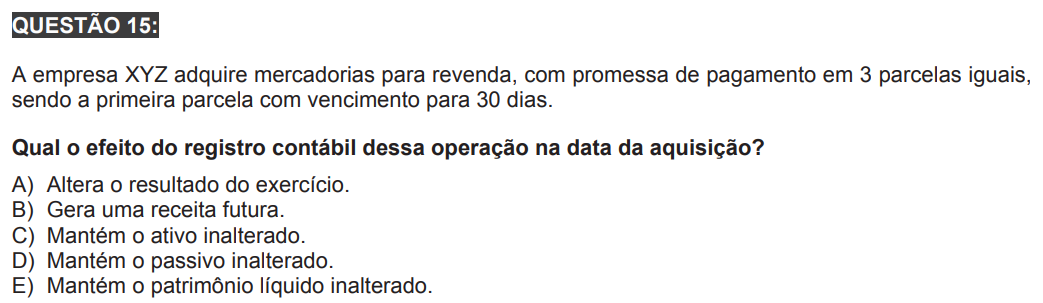 QUESTÃO 15:
A empresa XYZ adquire mercadorias para revenda, com promessa de pagamento em 3 parcelas iguais,
sendo a primeira parcela com vencimento para 30 dias.
Qual o efeito do registro contábil dessa operação na data da aquisição?
A) Altera o resultado do exercício.
B) Gera uma receita futura.
C) Mantém o ativo inalterado.
D) Mantém o passivo inalterado.
E) Mantém o patrimônio líquido inalterado.